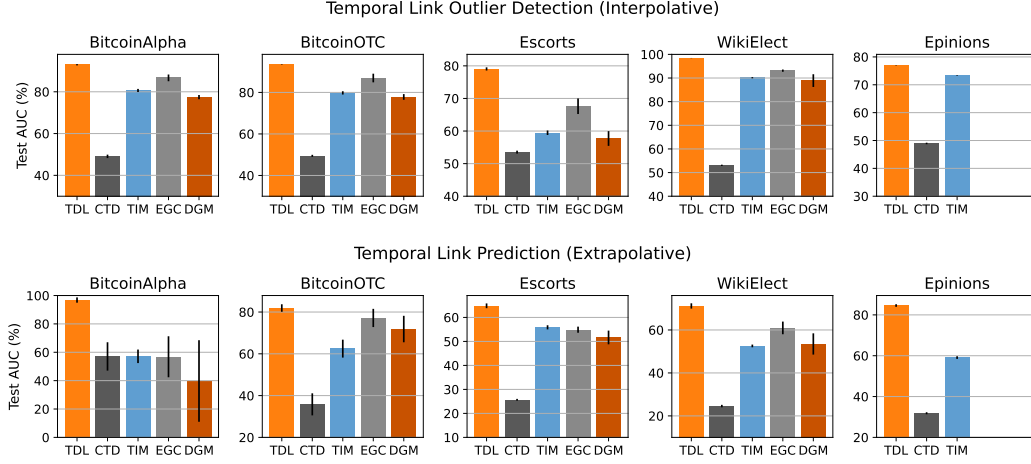 Temporal Link Outlier Detection (Interpolative)
BitcoinAlpha BitcoinOTC Escorts WikiElect Epinions
Test AUC (%)
80
60
40
TDL CTD TIM EGC DGM
80
60
40
TDL CTD TIM EGC DGM
80
70
60
50
40
TDL CTD TIM EGC DGM
100
90
80
70
60
50
40
TDL CTD TIM EGC DGM
80
70
60
50
40
30
TDL CTD TIM
Temporal Link Prediction (Extrapolative)
BitcoinAlpha BitcoinOTC Escorts WikiElect Epinions
Test AUC (%)
100
80
60
40
20
0
TDL CTD TIM EGC DGM
80
60
40
20
TDL CTD TIM EGC DGM
60
50
40
30
20
10
TDL CTD TIM EGC DGM
60
40
20
TDL CTD TIM EGC DGM
80
60
40
20
TDL CTD TIM